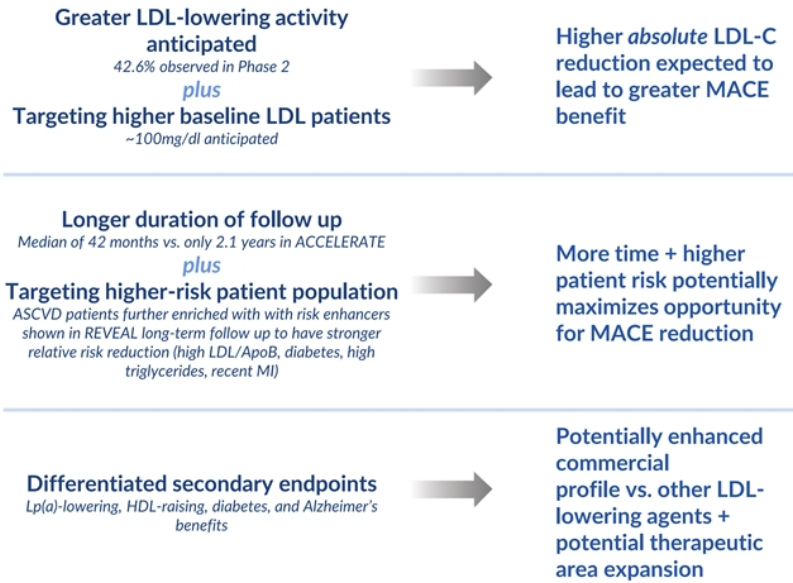 Greater LDL-lowering activity
anticipated
42.6% observed in Phase 2
plus
Targeting higher baseline LDL patients
~100mg/dl anticipated
Higher absolute LDL-C
reduction expected to
lead to greater MACE
benefit
Longer duration of follow up
Median of 42 months vs. only 2.1 years in ACCELERATE
plus
Targeting higher-risk patient population
ASCVD patients further enriched with with risk enhancers
shown in REVEAL long-term follow up to have stronger
relative risk reduction (high LDL/ApoB, diabetes, high
triglycerides, recent MI)
More time + higher
patient risk potentially
maximizes opportunity
for MACE reduction
Differentiated secondary endpoints
Lp(a)-lowering, HDL-raising, diabetes, and Alzheimer's
benefits
Potentially enhanced
commercial
profile vs. other LDL-
lowering agents +
potential therapeutic
area expansion